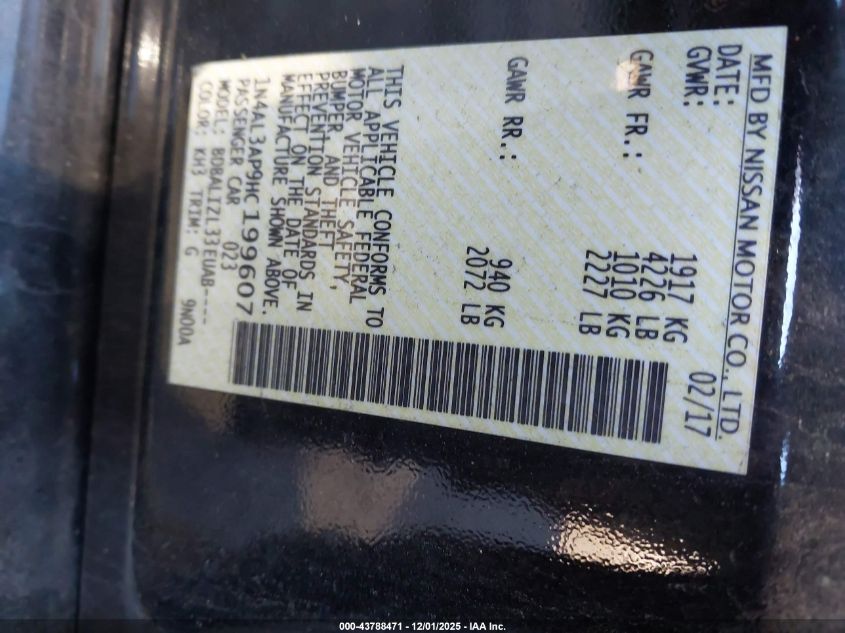 MFD BY NISSAN MOTOR CO., LTD.
DATE: 02/17
GVWR: 1917 KG
4226 LB
GAWR FR.: 1010 KG
2227 LB
GAWR RR.: 940 KG
2072 LB
THIS VEHICLE CONFORMS TO
ALL APPLICABLE FEDERAL
MOTOR VEHICLE SAFETY,
BUMPER AND THEFT
PREVENTION STANDARDS IN
EFFECT ON THE DATE OF
MANUFACTURE SHOWN ABOVE.
1N4AL3AP9HC199607
PASSENGER CAR 023
MODEL: BDBALTZL33EUAB----
COLOR: KH3 TRIM: G 9N00A
000-43788471 - 12/01/2025 - IAA Inc.